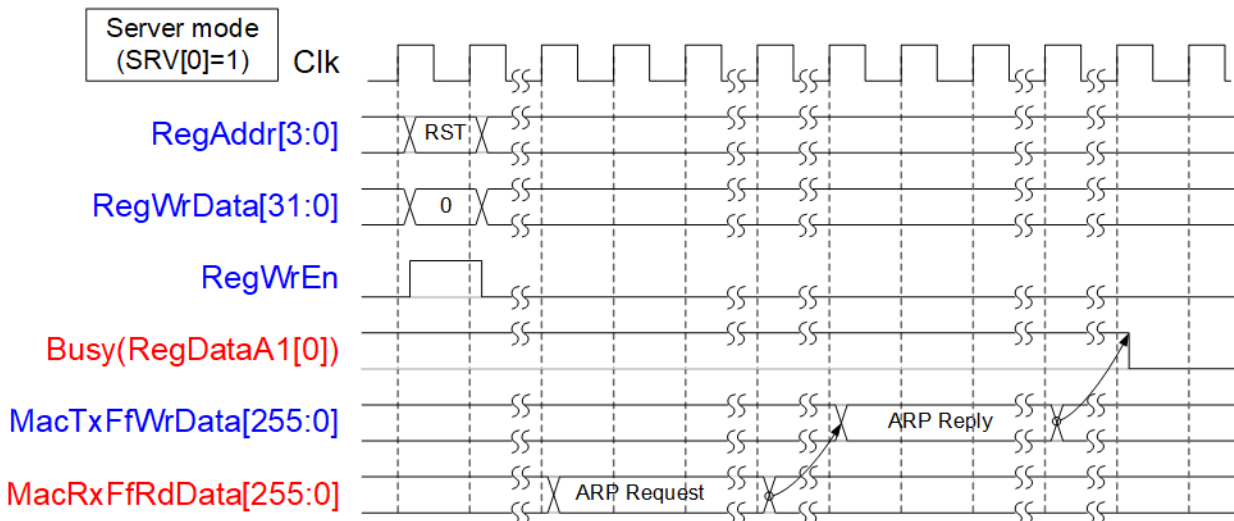 Server mode
(SRV[0]=1)
Clk
RegAddr[3:0]
RST
RegWrData[31:0]
0
RegWrEn
Busy(RegDataA1[0])
MacTxFfWrData[255:0]
ARP Reply
MacRxFfRdData[255:0]
ARP Request